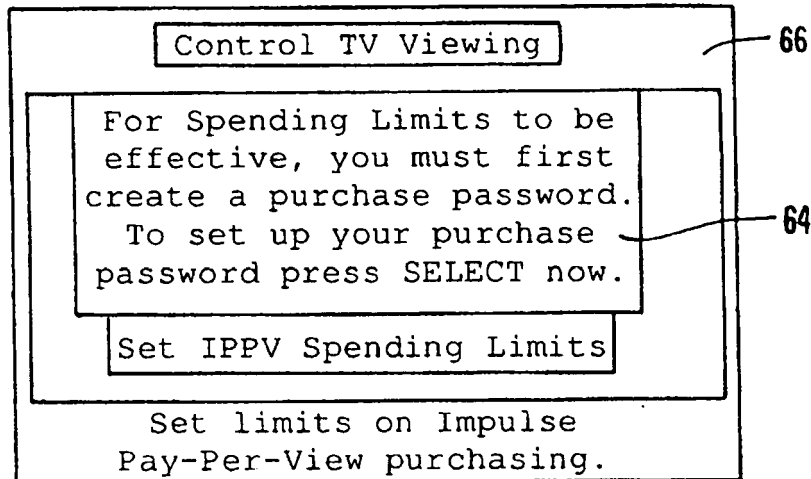 Control TV Viewing
66
For Spending Limits to be
effective, you must first
create a purchase password.
To set up your purchase
64
password press SELECT now.
Set IPPV Spending Limits
Set limits on Impulse
Pay-Per-View purchasing.